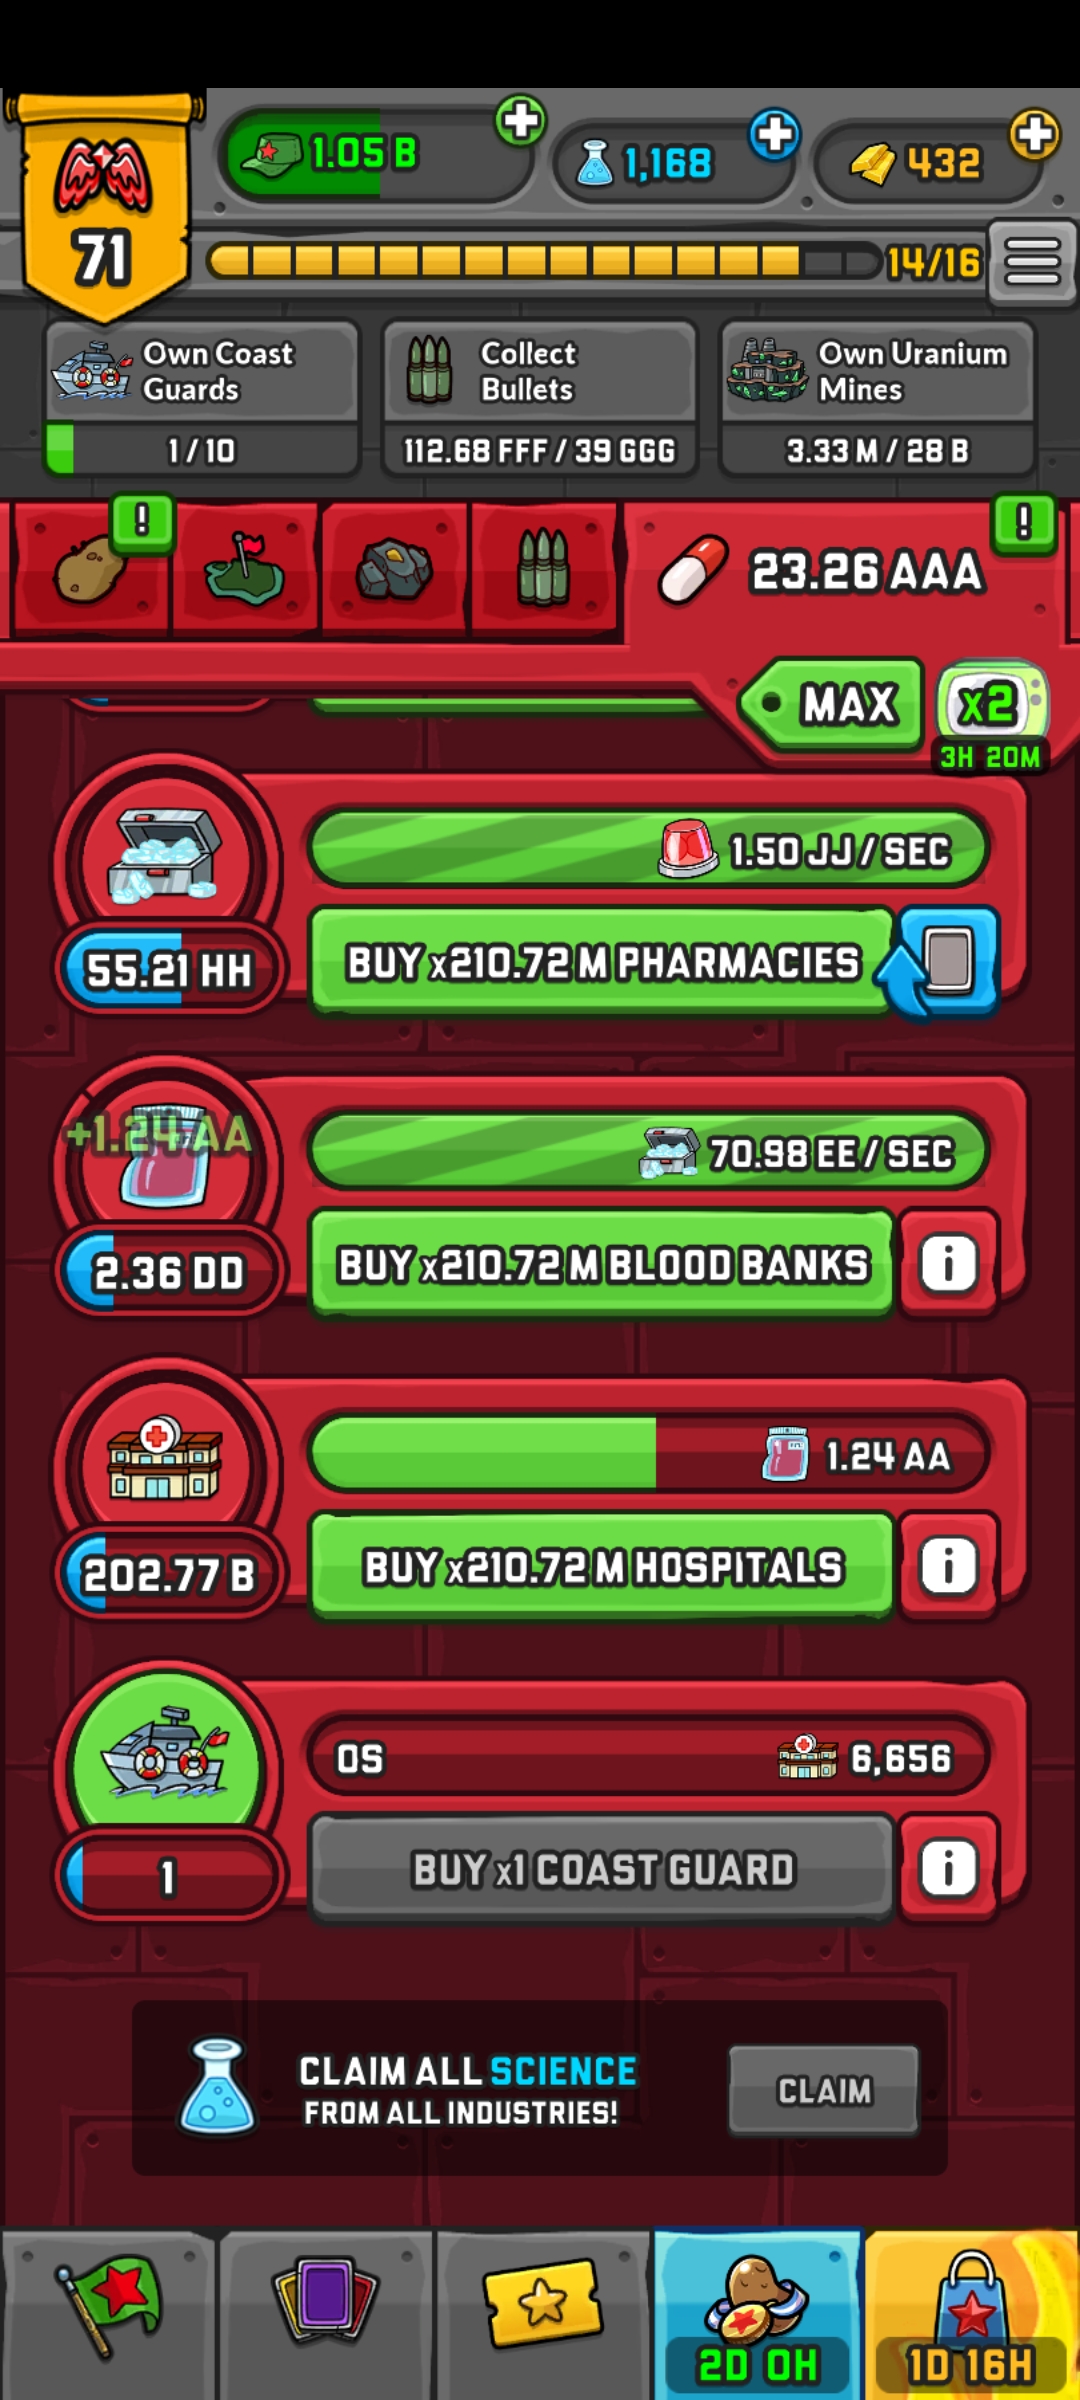 1.05 B
1,168
432
71
14/16
Own Coast
Guards
1 / 10
Collect
Bullets
112.68 FFF / 39 GGG
Own Uranium
Mines
3.33 M / 28 B
!
!
23.26 AAA
MAX
x2
3H 20M
1.50 JJ / SEC
55.21 HH
BUY x210.72 M PHARMACIES
+1.24 AA
70.98 EE / SEC
2.36 DD
BUY x210.72 M BLOOD BANKS
i
1.24 AA
202.77 B
BUY x210.72 M HOSPITALS
i
0S
6,656
1
BUY x1 COAST GUARD
i
CLAIM ALL SCIENCE
FROM ALL INDUSTRIES!
CLAIM
2D 0H
1D 16H